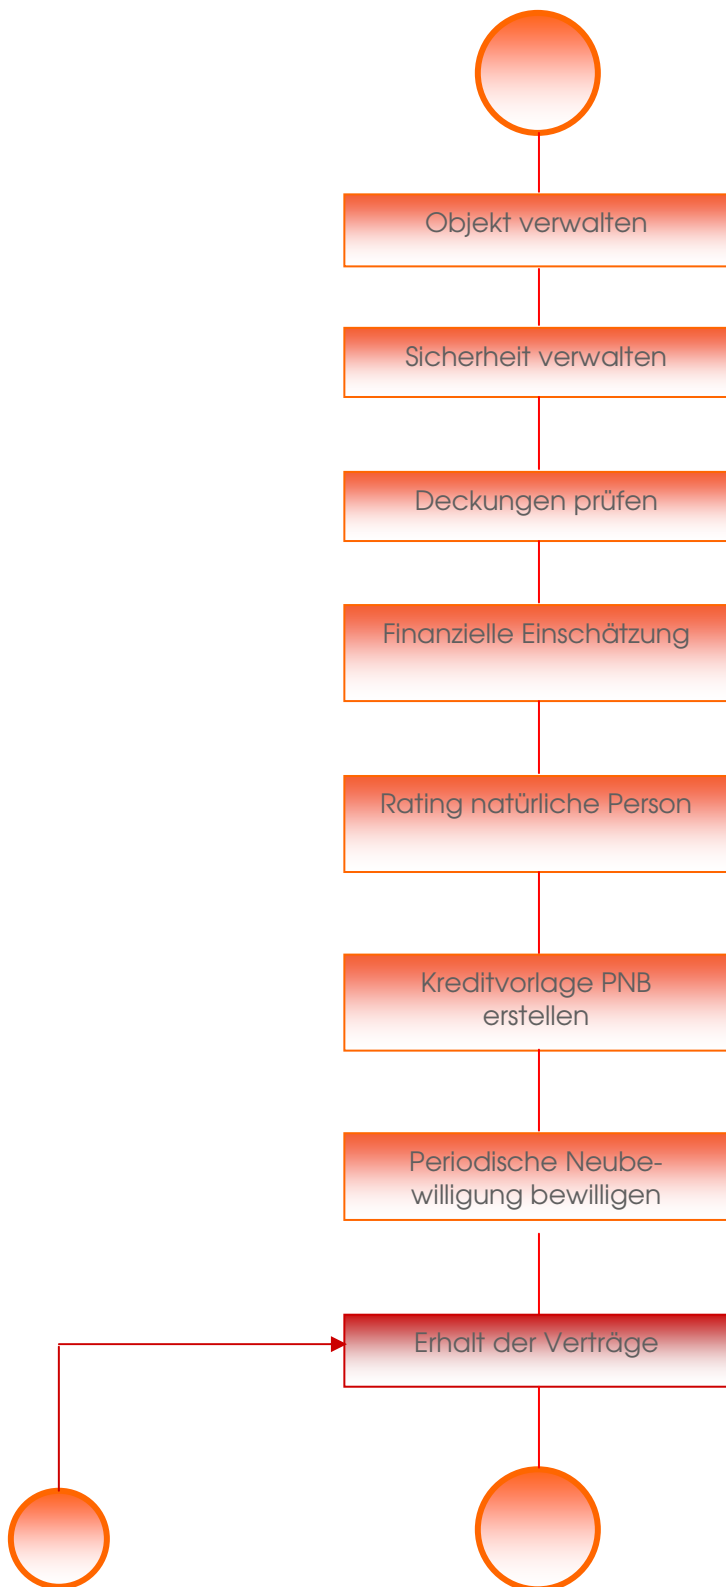 Objekt verwalten
Sicherheit verwalten
Deckungen prüfen
Finanzielle Einschätzung
Rating natürliche Person
Kreditvorlage PNB
erstellen
Periodische Neube-
willigung bewilligen
Erhalt der Verträge